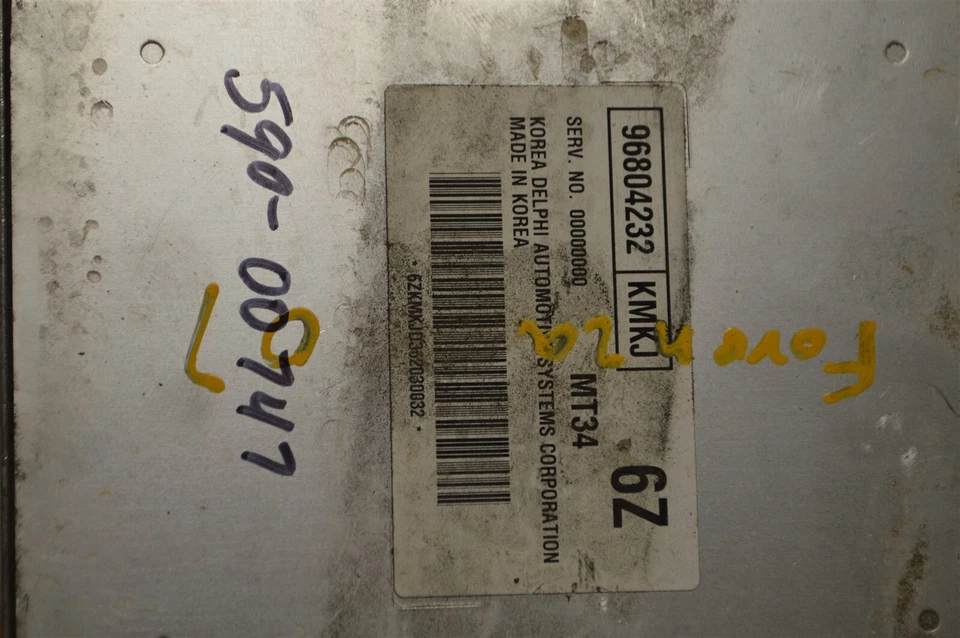 96804232 KMKJ
6Z
SERV. NO. 00000000 MT34
KOREA DELPHI AUTOMOTIVE SYSTEMS CORPORATION
MADE IN KOREA
590-00747
Forenza